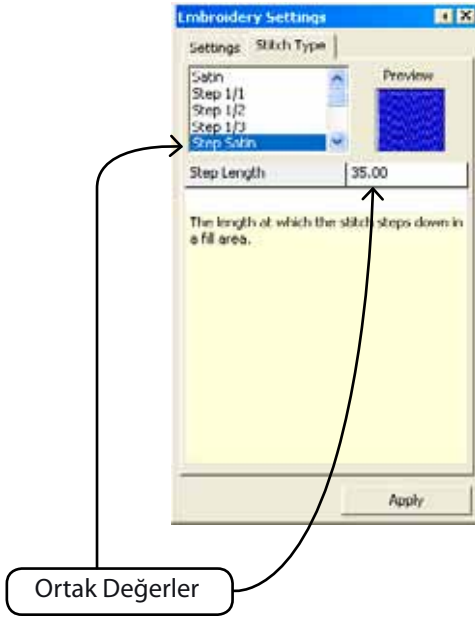 Embroidery Settings
Settings Stitch Type
Satin
Step 1/1
Step 1/2
Step 1/3
Step Satin
Preview
Step Length 35.00
The length at which the stitch steps down in
a fill area.
Apply
Ortak Değerler